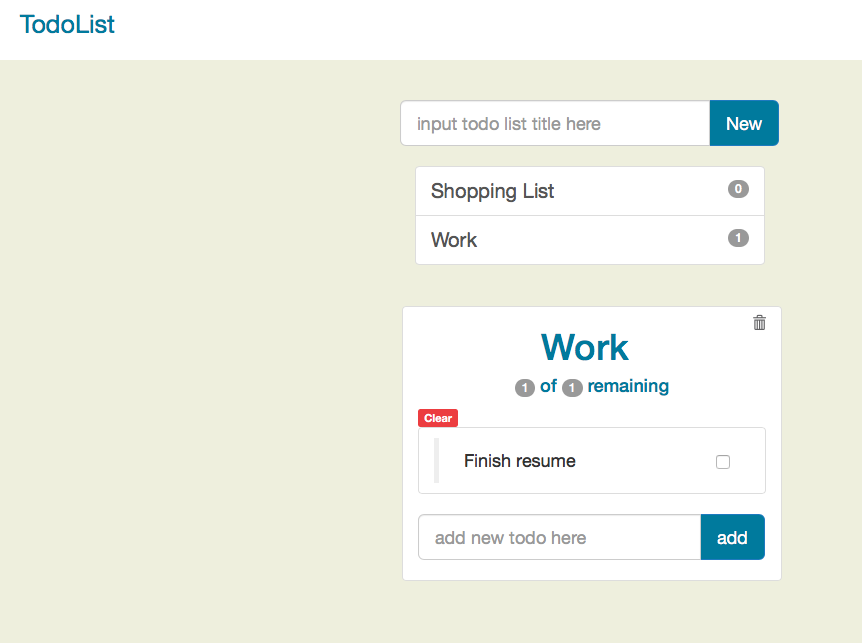 TodoList
input todo list title here New
Shopping List 0
Work 1
Work
1 of 1 remaining
Clear
Finish resume
add new todo here add